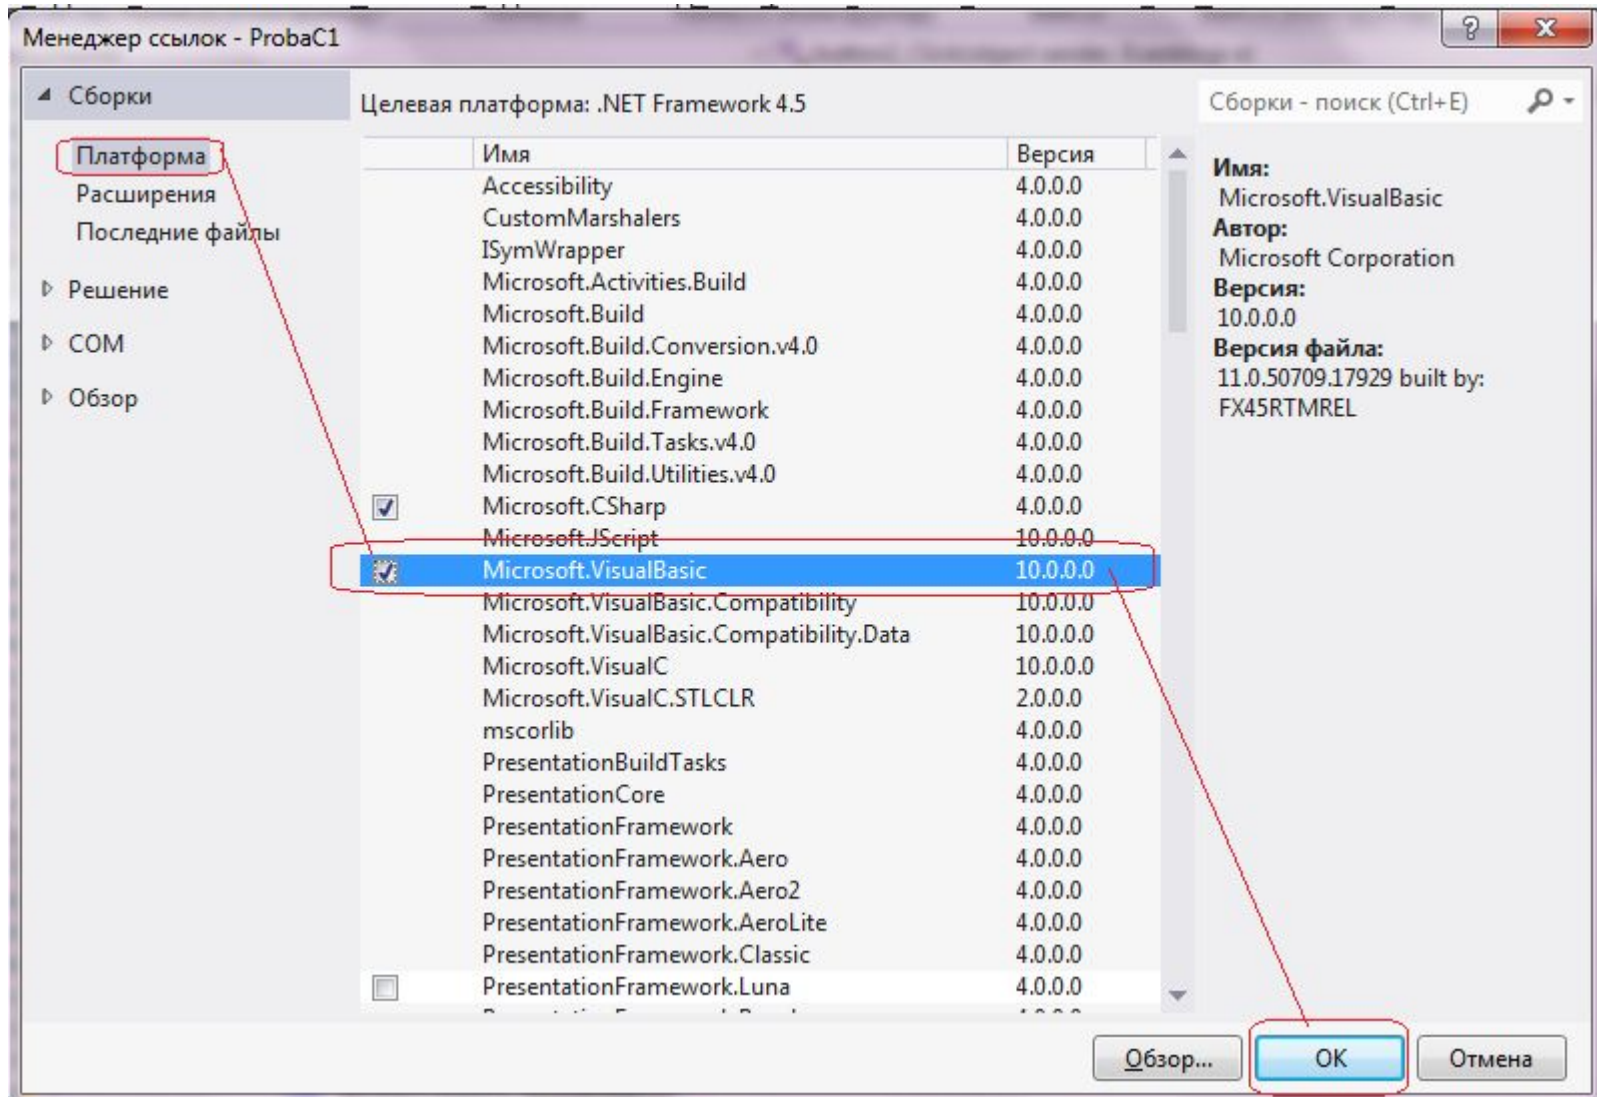 Менеджер ссылок - ProbaC1
Сборки
Платформа
Расширения
Последние файлы
Решение
COM
Обзор
Целевая платформа: .NET Framework 4.5
Имя Версия
Accessibility 4.0.0.0
CustomMarshalers 4.0.0.0
ISymWrapper 4.0.0.0
Microsoft.Activities.Build 4.0.0.0
Microsoft.Build 4.0.0.0
Microsoft.Build.Conversion.v4.0 4.0.0.0
Microsoft.Build.Engine 4.0.0.0
Microsoft.Build.Framework 4.0.0.0
Microsoft.Build.Tasks.v4.0 4.0.0.0
Microsoft.Build.Utilities.v4.0 4.0.0.0
Microsoft.CSharp 4.0.0.0
Microsoft.JScript 10.0.0.0
Microsoft.VisualBasic 10.0.0.0
Microsoft.VisualBasic.Compatibility 10.0.0.0
Microsoft.VisualBasic.Compatibility.Data 10.0.0.0
Microsoft.VisualC 10.0.0.0
Microsoft.VisualC.STLCLR 2.0.0.0
mscorlib 4.0.0.0
PresentationBuildTasks 4.0.0.0
PresentationCore 4.0.0.0
PresentationFramework 4.0.0.0
PresentationFramework.Aero 4.0.0.0
PresentationFramework.Aero2 4.0.0.0
PresentationFramework.AeroLite 4.0.0.0
PresentationFramework.Classic 4.0.0.0
PresentationFramework.Luna 4.0.0.0
Сборки - поиск (Ctrl+E)
Имя:
Microsoft.VisualBasic
Автор:
Microsoft Corporation
Версия:
10.0.0.0
Версия файла:
11.0.50709.17929 built by:
FX45RTMREL
Обзор... OK Отмена